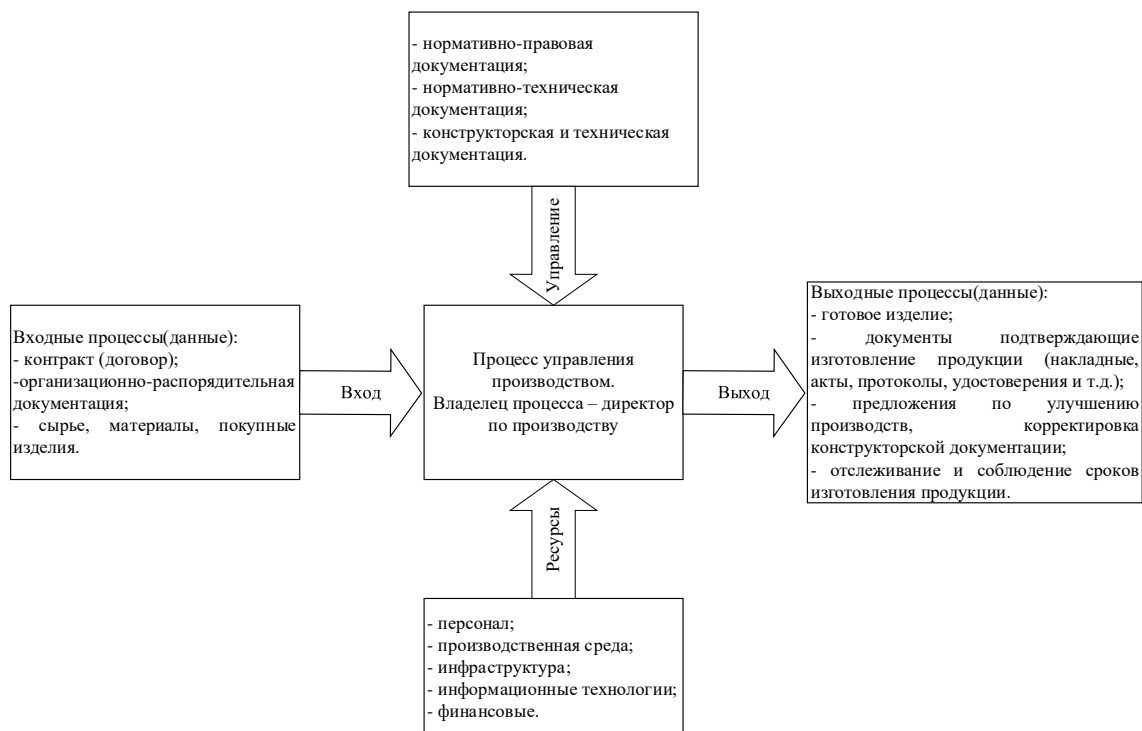 - нормативно-правовая
документация;
- нормативно-техническая
документация;
- конструкторская и техническая
документация.
Управление
Входные процессы(данные):
- контракт (договор);
-организационно-распорядительная
документация;
- сырье, материалы, покупные
изделия.
Вход
Процесс управления
производством.
Владелец процесса – директор
по производству
Выход
Выходные процессы(данные):
- готовое изделие;
- документы подтверждающие
изготовление продукции (накладные,
акты, протоколы, удостоверения и т.д.);
- предложения по улучшению
производств, корректировка
конструкторской документации;
- отслеживание и соблюдение сроков
изготовления продукции.
Ресурсы
- персонал;
- производственная среда;
- инфраструктура;
- информационные технологии;
- финансовые.